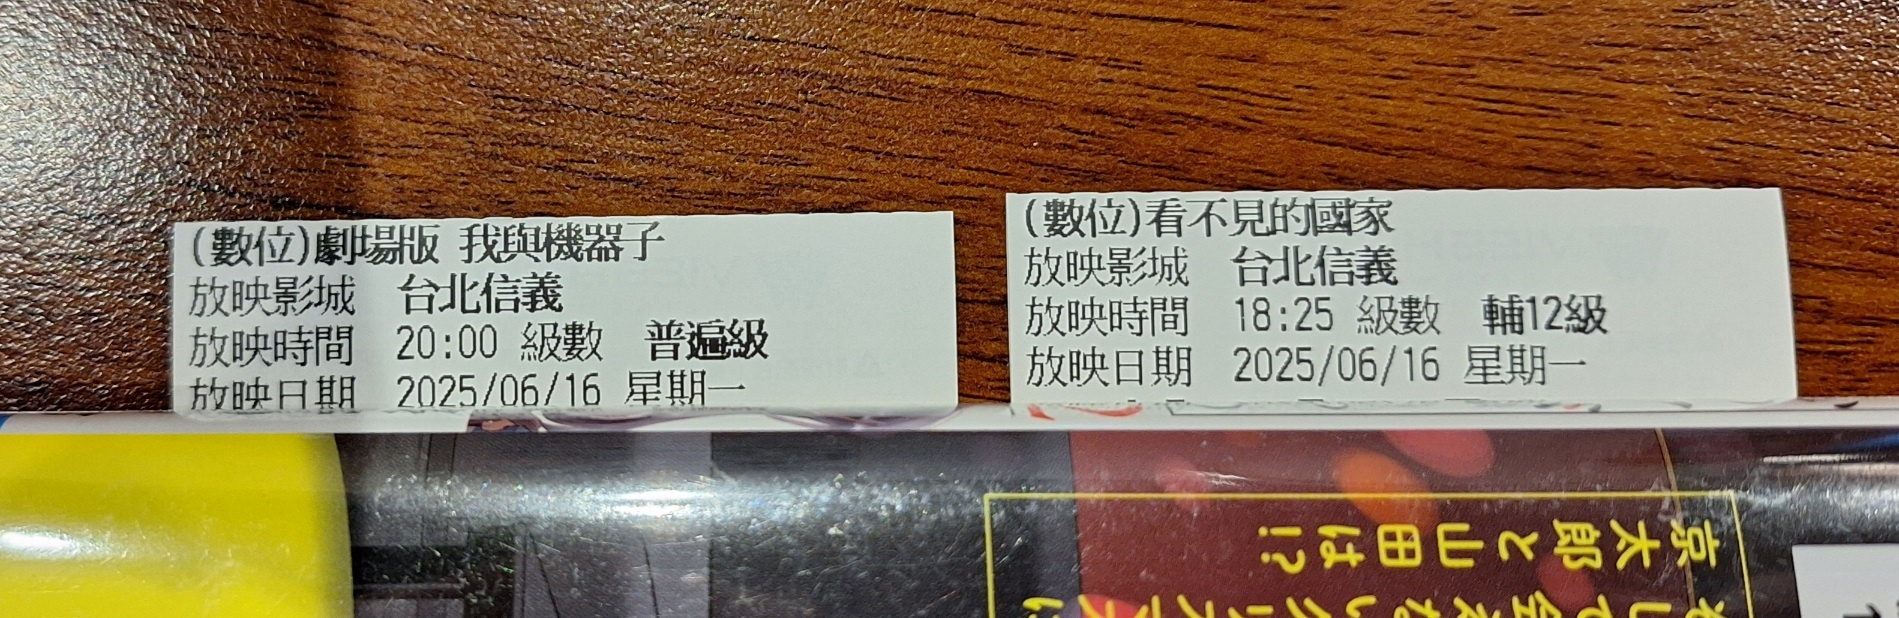 (數位)劇場版 我與機器子
放映影城 台北信義
放映時間 20:00 級數 普遍級
放映日期 2025/06/16 星期一
(數位)看不見的國家
放映影城 台北信義
放映時間 18:25 級數 輔12級
放映日期 2025/06/16 星期一
京太郎と山田は!?